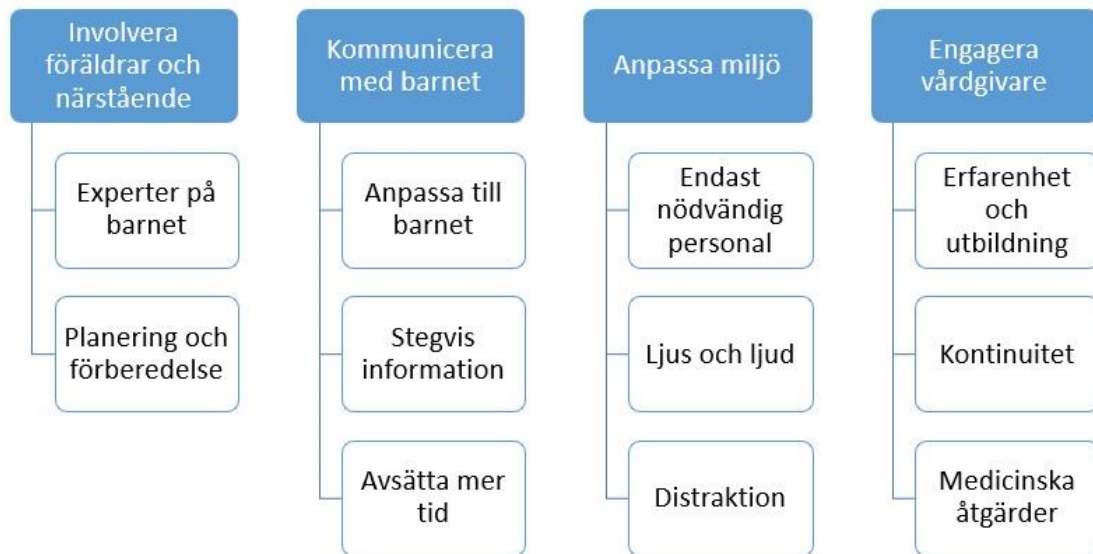 Involvera
föräldrar och
närstående
Experter på
barnet
Planering och
förberedelse
Kommunicera
med barnet
Anpassa till
barnet
Stegvis
information
Avsätta mer
tid
Anpassa miljö
Endast
nödvändig
personal
Ljus och ljud
Distraktion
Engagera
vårdgivare
Erfarenhet
och
utbildning
Kontinuitet
Medicinska
åtgärder